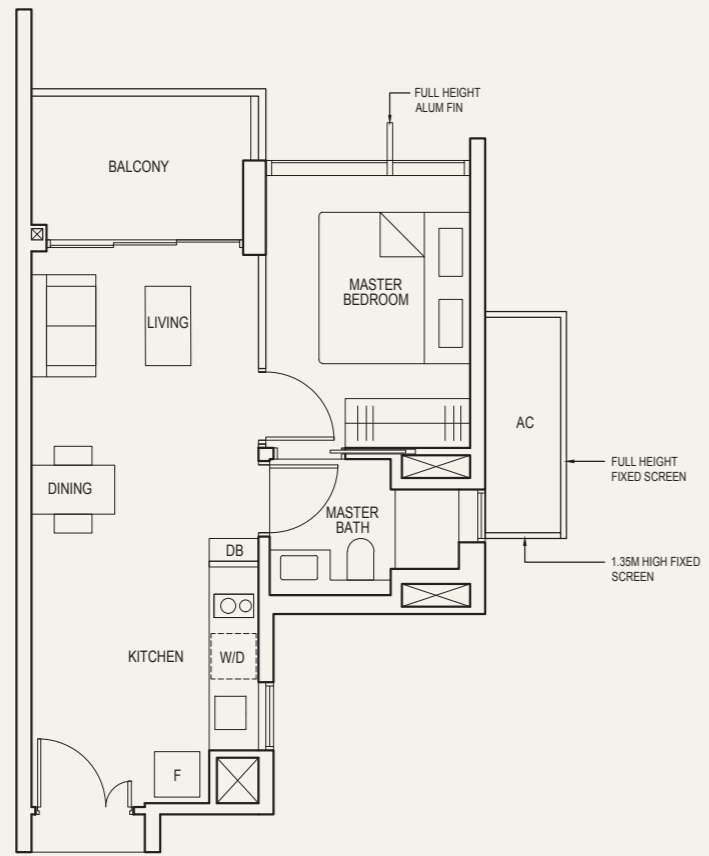 FULL HEIGHT
ALUM FIN
BALCONY
MASTER
BEDROOM
LIVING
AC
FULL HEIGHT
FIXED SCREEN
DINING
MASTER
BATH
DB
1.35M HIGH FIXED
SCREEN
KITCHEN
W/D
F